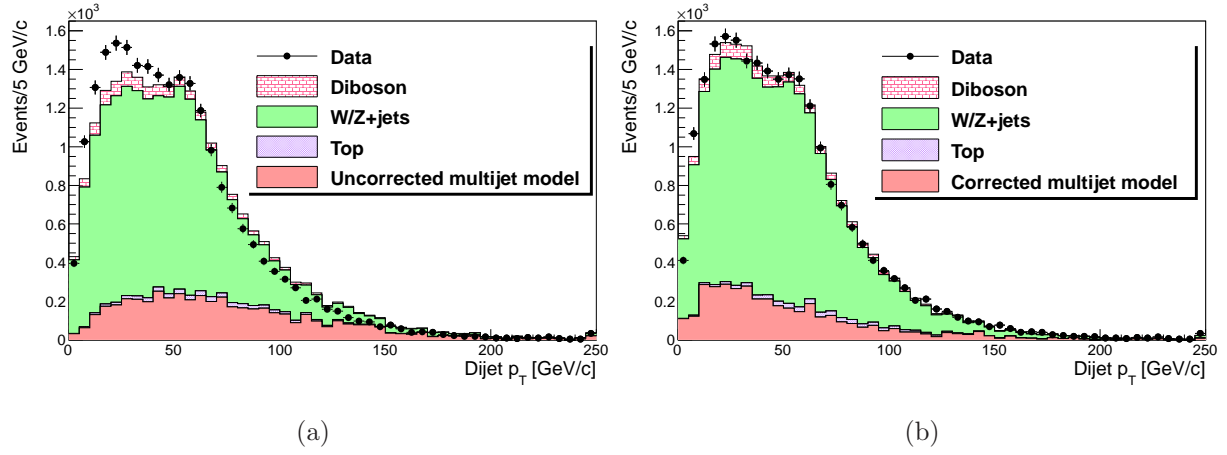 ×10³
1.6
1.4
1.2
1
0.8
0.6
0.4
0.2
0
Events/5 GeV/c
Data
Diboson
W/Z+jets
Top
Uncorrected multijet model
0 50 100 150 200 250
Dijet p_T [GeV/c]
(a)
×10³
1.6
1.4
1.2
1
0.8
0.6
0.4
0.2
0
Events/5 GeV/c
Data
Diboson
W/Z+jets
Top
Corrected multijet model
0 50 100 150 200 250
Dijet p_T [GeV/c]
(b)